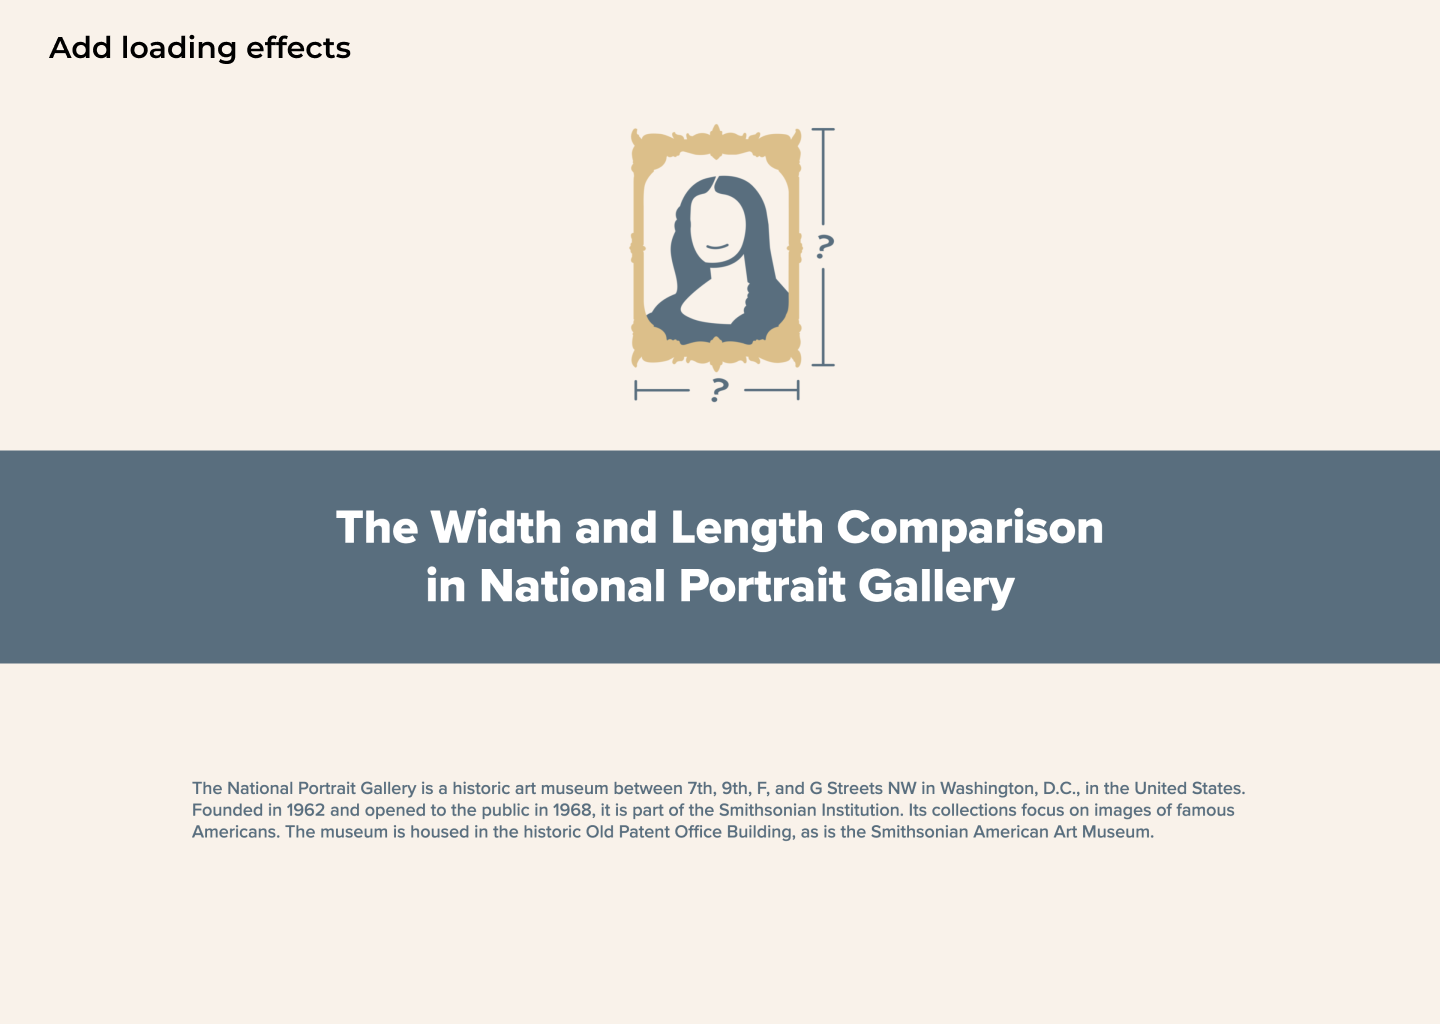 Add loading effects
?
?
The Width and Length Comparison
in National Portrait Gallery
The National Portrait Gallery is a historic art museum between 7th, 9th, F, and G Streets NW in Washington, D.C., in the United States.
Founded in 1962 and opened to the public in 1968, it is part of the Smithsonian Institution. Its collections focus on images of famous
Americans. The museum is housed in the historic Old Patent Office Building, as is the Smithsonian American Art Museum.